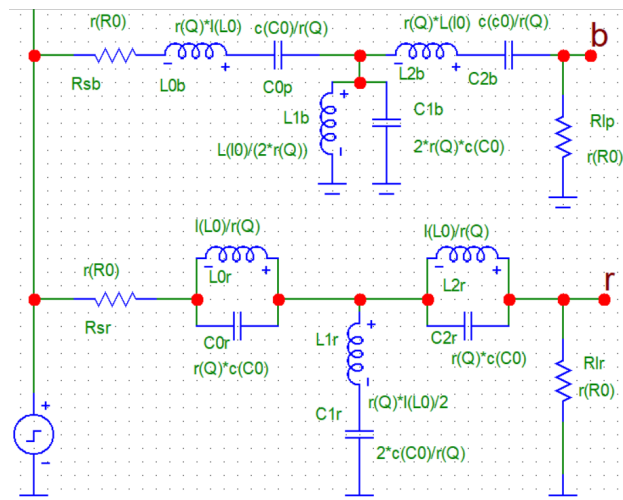 r(R0)
r(Q)*l(L0)
c(C0)/r(Q)
r(Q)*L(l0)
c(c0)/r(Q)
b
Rsb
L0b
C0p
L2b
C2b
L1b
C1b
Rlp
L(l0)/(2*r(Q))
2*r(Q)*c(C0)
r(R0)
l(L0)/r(Q)
l(L0)/r(Q)
r(R0)
L0r
L2r
r
Rsr
C0r
L1r
C2r
r(Q)*c(C0)
r(Q)*c(C0)
Rlr
r(Q)*l(L0)/2
r(R0)
C1r
2*c(C0)/r(Q)